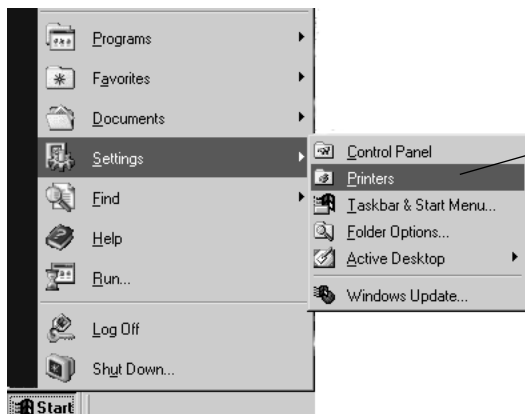 Programs
Favorites
Documents
Settings
Find
Help
Run...
Log Off
Shut Down...
Start
Control Panel
Printers
Taskbar & Start Menu...
Folder Options...
Active Desktop
Windows Update...